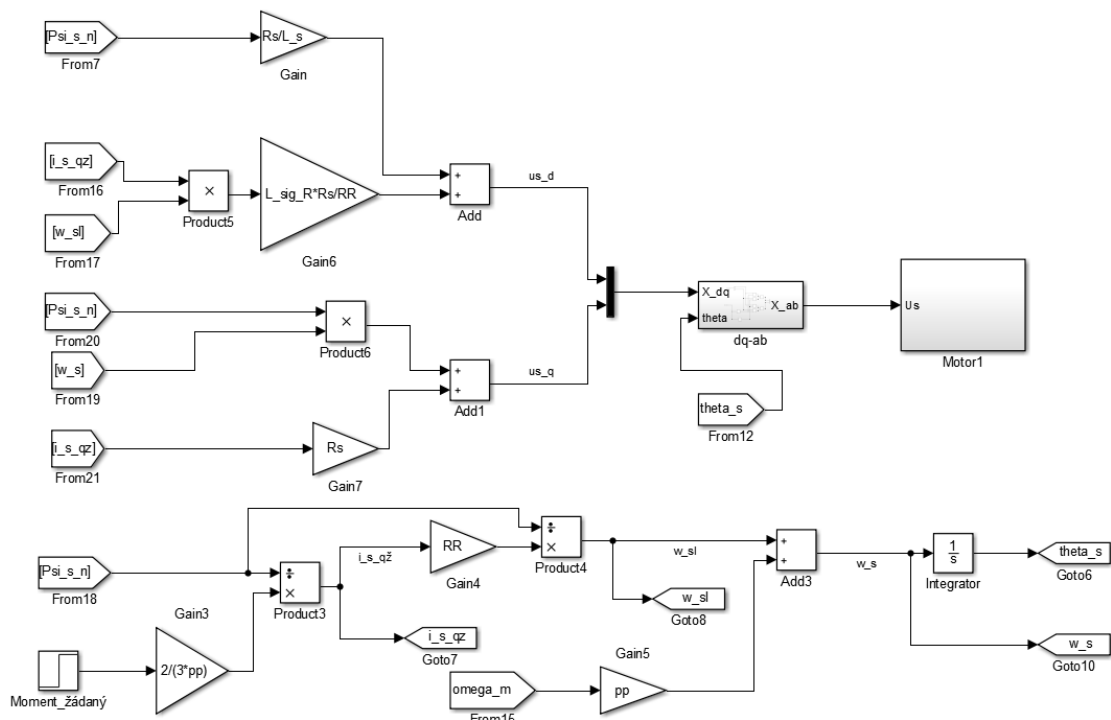 [Psi_s_n]
From7
Rs/L_s
Gain
[i_s_qz]
From16
[w_sl]
From17
×
Product5
L_sig_R*Rs/RR
Gain6
+
+
Add
us_d
[Psi_s_n]
From20
[w_s]
From19
×
Product6
+
+
Add1
us_q
[i_s_qz]
From21
Rs
Gain7
X_dq
theta
X_ab
dq-ab
theta_s
From12
Us
Motor1
[Psi_s_n]
From18
Moment_žádaný
Gain3
2/(3*pp)
÷
×
Product3
i_s_qž
i_s_qz
Goto7
RR
Gain4
÷
×
Product4
w_sl
w_sl
Goto8
omega_m
From15
Gain5
pp
+
+
Add3
w_s
1
s
Integrator
theta_s
Goto6
w_s
Goto10